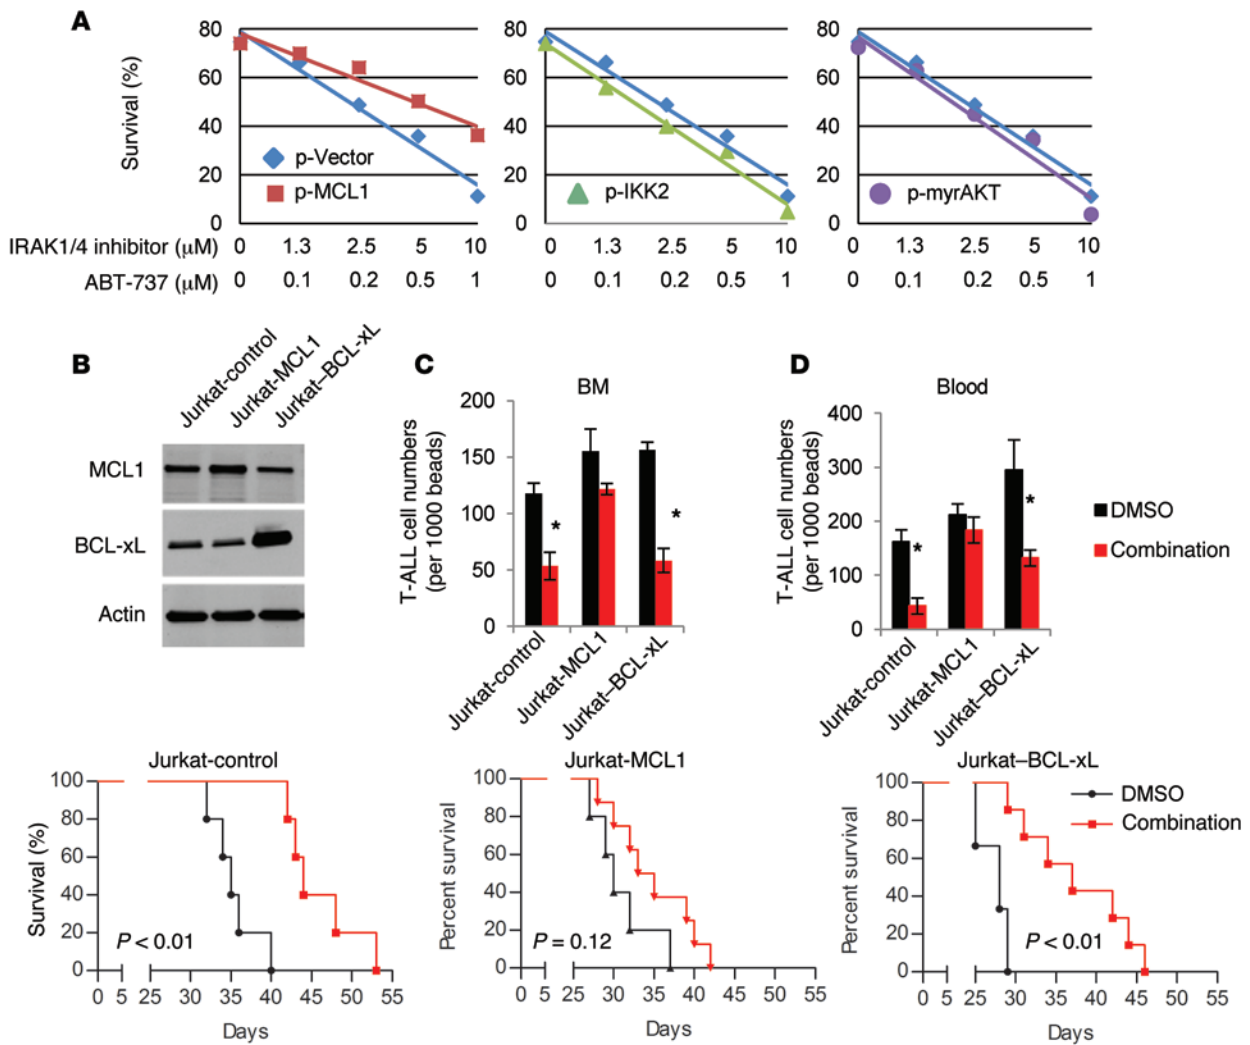 A
Survival (%)
80
60
40
20
0
p-Vector
p-MCL1
80
60
40
20
0
p-IKK2
80
60
40
20
0
p-myrAKT
IRAK1/4 inhibitor (μM) 0 1.3 2.5 5 10 0 1.3 2.5 5 10 0 1.3 2.5 5 10
ABT-737 (μM) 0 0.1 0.2 0.5 1 0 0.1 0.2 0.5 1 0 0.1 0.2 0.5 1
B
Jurkat-control
Jurkat-MCL1
Jurkat–BCL-xL
MCL1
BCL-xL
Actin
C
BM
T-ALL cell numbers
(per 1000 beads)
200
150
100
50
0
*
*
Jurkat-control
Jurkat-MCL1
Jurkat–BCL-xL
D
Blood
T-ALL cell numbers
(per 1000 beads)
400
300
200
100
0
*
*
Jurkat-control
Jurkat-MCL1
Jurkat–BCL-xL
DMSO
Combination
Jurkat-control
Survival (%)
100
80
60
40
20
0
P < 0.01
0 5 25 30 35 40 45 50 55
Days
Jurkat-MCL1
Percent survival
100
80
60
40
20
0
P = 0.12
0 5 25 30 35 40 45 50 55
Days
Jurkat–BCL-xL
Percent survival
100
80
60
40
20
0
DMSO
Combination
P < 0.01
0 5 25 30 35 40 45 50 55
Days